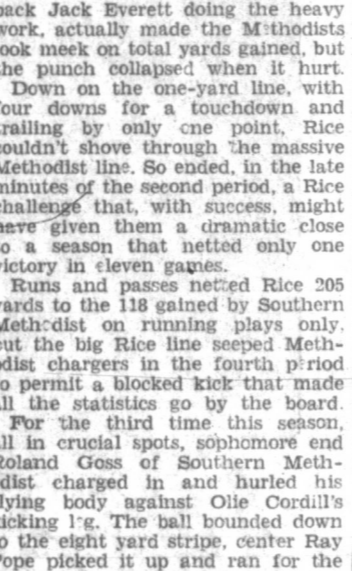 back Jack Everett doing the heavy
work, actually made the Methodists
look meek on total yards gained, but
the punch collapsed when it hurt.
Down on the one-yard line, with
four downs for a touchdown and
trailing by only one point, Rice
couldn't shove through the massive
Methodist line. So ended, in the late
minutes of the second period, a Rice
challenge that, with success, might
have given them a dramatic close
to a season that netted only one
victory in eleven games.
Runs and passes netted Rice 205
yards to the 118 gained by Southern
Methodist on running plays only,
but the big Rice line seeped Meth-
odist chargers in the fourth period
to permit a blocked kick that made
all the statistics go by the board.
For the third time this season,
all in crucial spots, sophomore end
Roland Goss of Southern Meth-
odist charged in and hurled his
flying body against Olie Cordill's
kicking leg. The ball bounded down
to the eight yard stripe, center Ray
Pope picked it up and ran for the